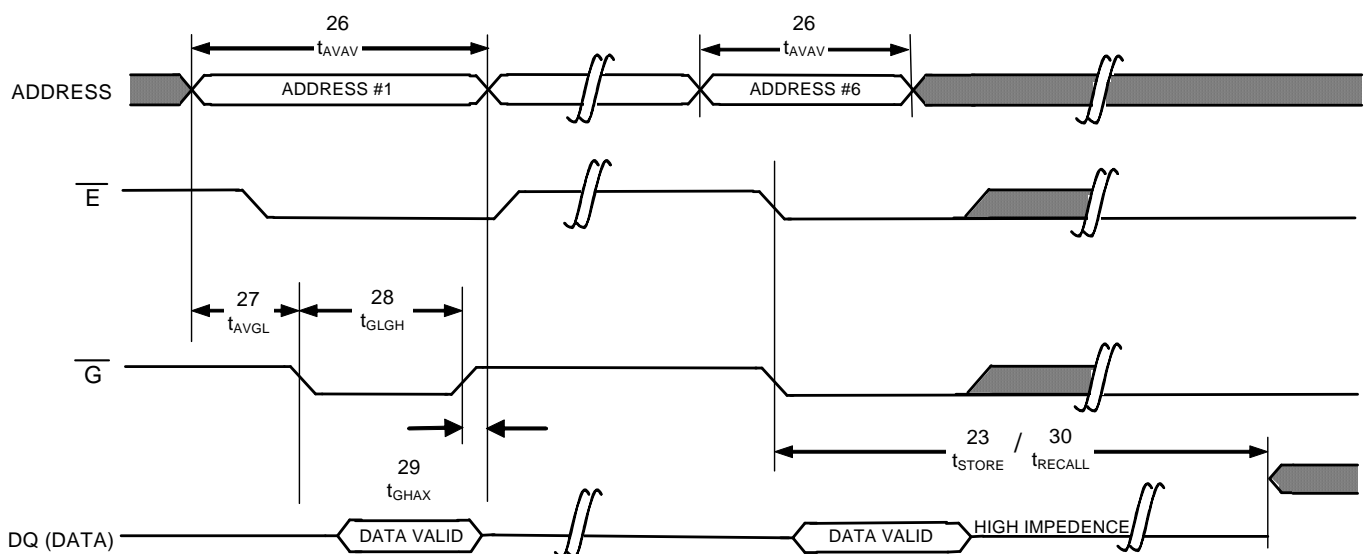 26
tAVAV
26
tAVAV
ADDRESS
ADDRESS #1
ADDRESS #6
E
27
tAVGL
28
tGLGH
G
23 / 30
tSTORE tRECALL
29
tGHAX
DQ (DATA)
DATA VALID
DATA VALID
HIGH IMPEDENCE